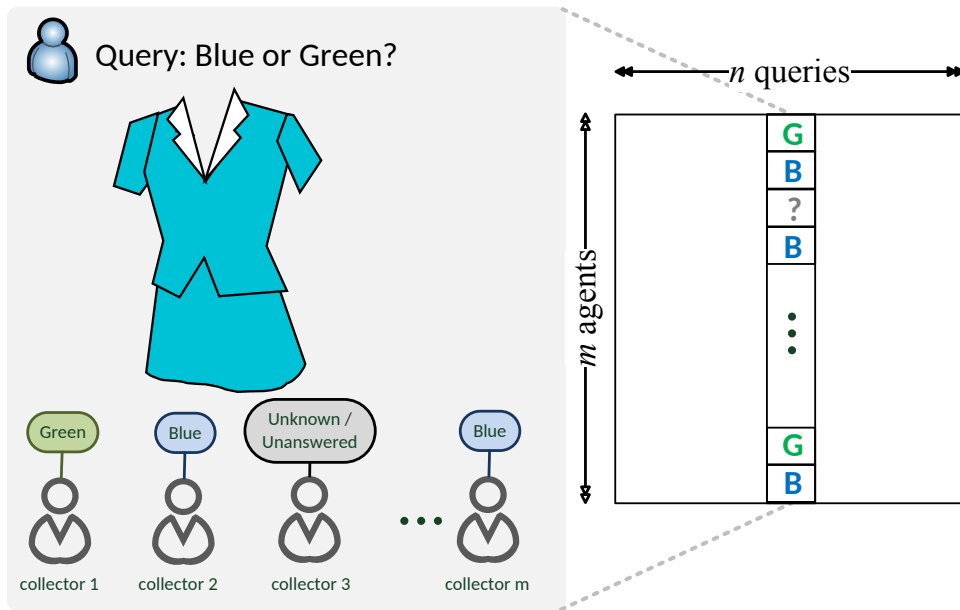 Query: Blue or Green?
Green
Blue
Unknown /
Unanswered
Blue
collector 1
collector 2
collector 3
collector m
n queries
m agents
G
B
?
B
G
B